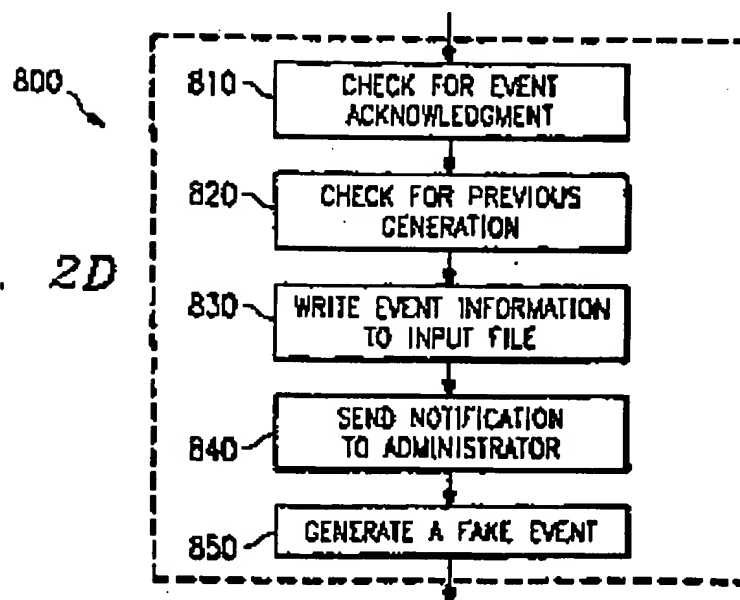 800
810
CHECK FOR EVENT
ACKNOWLEDGMENT
820
CHECK FOR PREVIOUS
GENERATION
2D
830
WRITE EVENT INFORMATION
TO INPUT FILE
840
SEND NOTIFICATION
TO ADMINISTRATOR
850
GENERATE A FAKE EVENT